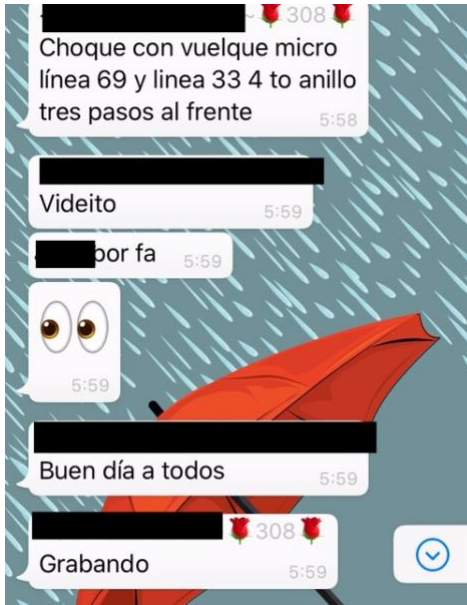 ~ 🌹 308 🌹
Choque con vuelque micro
línea 69 y linea 33 4 to anillo
tres pasos al frente
5:58
Videito
5:59
por fa
5:59
👀
5:59
Buen día a todos
5:59
🌹 308 🌹
Grabando
5:59